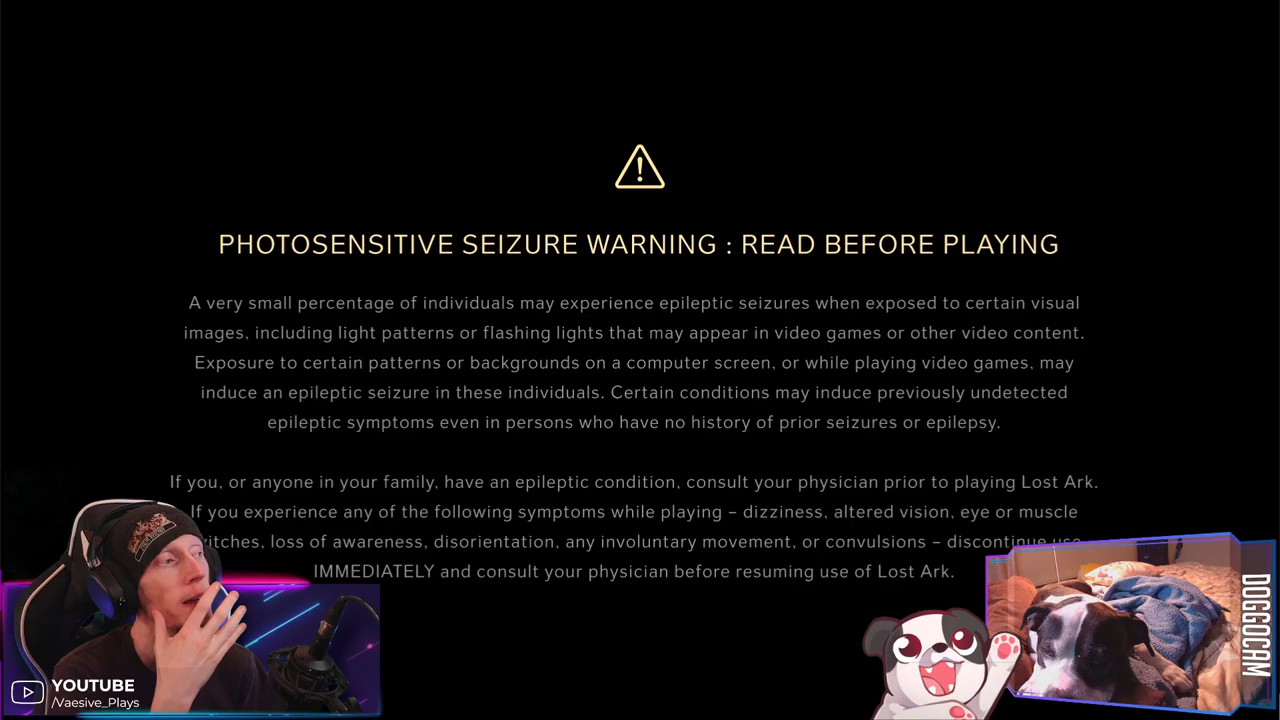 PHOTOSENSITIVE SEIZURE WARNING : READ BEFORE PLAYING
A very small percentage of individuals may experience epileptic seizures when exposed to certain visual
images, including light patterns or flashing lights that may appear in video games or other video content.
Exposure to certain patterns or backgrounds on a computer screen, or while playing video games, may
induce an epileptic seizure in these individuals. Certain conditions may induce previously undetected
epileptic symptoms even in persons who have no history of prior seizures or epilepsy.
If you, or anyone in your family, have an epileptic condition, consult your physician prior to playing Lost Ark.
If you experience any of the following symptoms while playing – dizziness, altered vision, eye or muscle
witches, loss of awareness, disorientation, any involuntary movement, or convulsions – discontinue use
IMMEDIATELY and consult your physician before resuming use of Lost Ark.
YOUTUBE
/Vaesive_Plays
DOGGOCAM